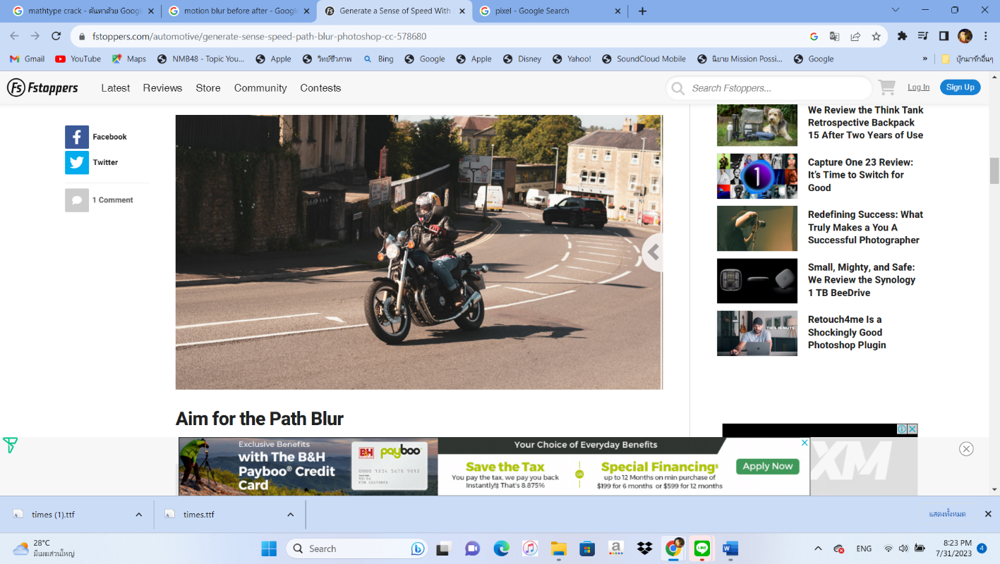 mathtype crack - ค้นหาด้วย Googl
motion blur before after - Google
Generate a Sense of Speed With
pixel - Google Search
fstoppers.com/automotive/generate-sense-speed-path-blur-photoshop-cc-578680
Gmail
YouTube
Maps
NMB48 - Topic You...
Apple
วิทย์ชีวภาพ
Bing
Google
Apple
Disney
Yahoo!
SoundCloud Mobile
นิยาย Mission Possi...
Google
»
บุ๊กมาร์กอื่นๆ
Fs Fstoppers
Latest
Reviews
Store
Community
Contests
Search Fstoppers...
Log In
Sign Up
Facebook
Twitter
1 Comment
We Review the Think Tank
Retrospective Backpack
15 After Two Years of Use
Capture One 23 Review:
It's Time to Switch for
Good
Redefining Success: What
Truly Makes a You A
Successful Photographer
Small, Mighty, and Safe:
We Review the Synology
1 TB BeeDrive
THIS IS NUTS
Retouch4me Is a
Shockingly Good
Photoshop Plugin
Aim for the Path Blur
Exclusive Benefits
with The B&H
Payboo® Credit
Card
B&H payboo
0000 1234 5678 9012
Your Choice of Everyday Benefits
Save the Tax
You pay the tax, we pay you back
Instantly!‡ That's 8.875%
OR
Special Financing§
up to 12 Months on min purchase of
$199 for 6 months or $599 for 12 months
Apply Now
XM
times (1).ttf
times.ttf
แสดงทั้งหมด
28°C
มีเมฆส่วนใหญ่
Search
ENG
8:23 PM
7/31/2023
4